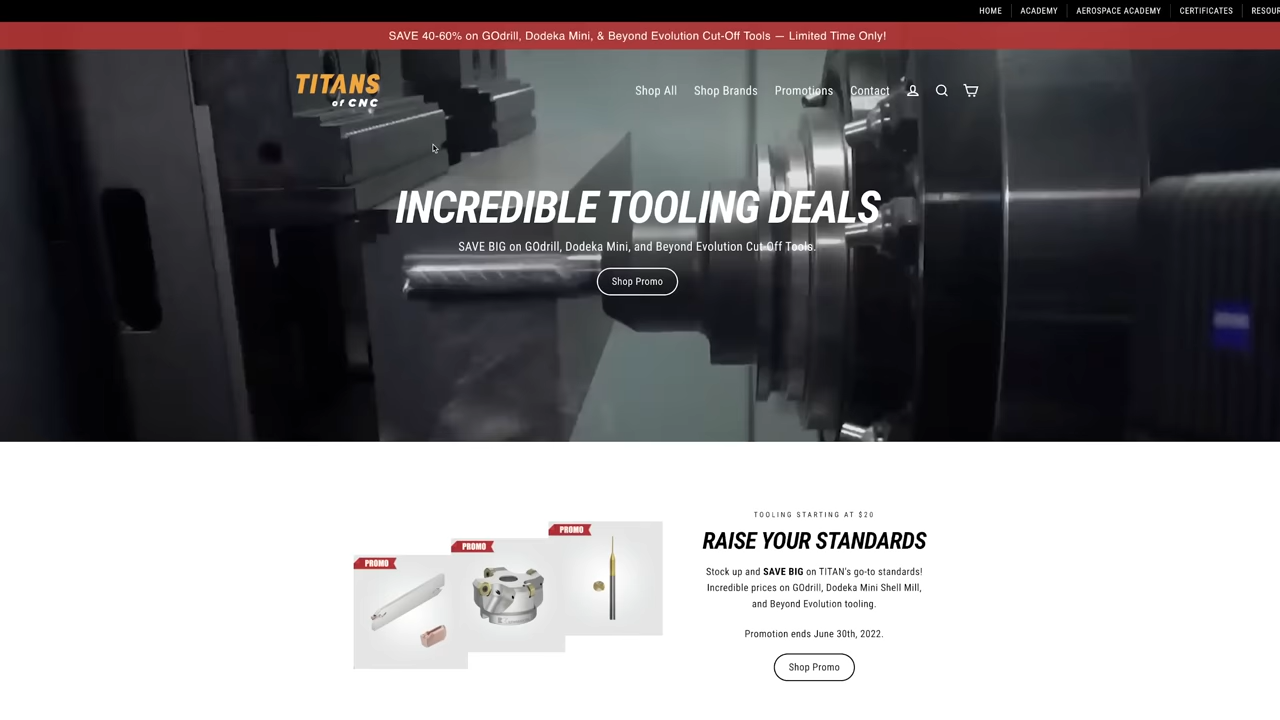 HOME ACADEMY AEROSPACE ACADEMY CERTIFICATES
SAVE 40-60% on GOdrill, Dodeka Mini, & Beyond Evolution Cut-Off Tools — Limited Time Only!
TITANS
of CNC
Shop All Shop Brands Promotions Contact
INCREDIBLE TOOLING DEALS
SAVE BIG on GOdrill, Dodeka Mini, and Beyond Evolution Cut-Off Tools.
Shop Promo
PROMO
PROMO
PROMO
TOOLING STARTING AT $20
RAISE YOUR STANDARDS
Stock up and SAVE BIG on TITAN's go-to standards!
Incredible prices on GOdrill, Dodeka Mini Shell Mill,
and Beyond Evolution tooling.
Promotion ends June 30th, 2022.
Shop Promo